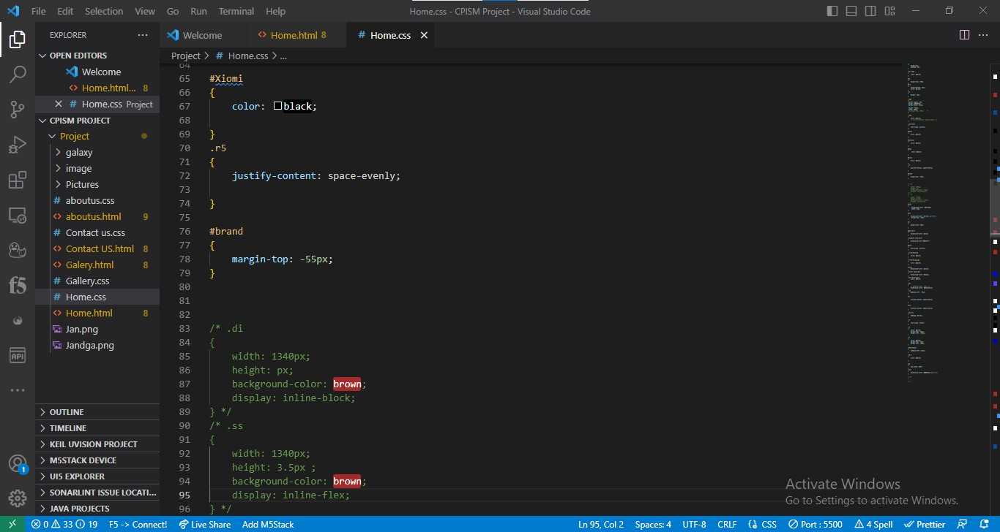 File Edit Selection View Go Run Terminal Help
Home.css - CPISM Project - Visual Studio Code
EXPLORER
Welcome
Home.html 8
# Home.css
OPEN EDITORS
Welcome
Home.html... 8
# Home.css Project
CPISM PROJECT
Project
galaxy
image
Pictures
# aboutus.css
aboutus.html 9
# Contact us.css
Contact US.html 8
Galery.html 8
# Gallery.css
# Home.css
Home.html 8
Jan.png
Jandga.png
OUTLINE
TIMELINE
KEIL UVISION PROJECT
M5STACK DEVICE
UI5 EXPLORER
SONARLINT ISSUE LOCATI...
JAVA PROJECTS
f5
API
1
Project > # Home.css > ...
64
65 #Xiomi
66 {
67 color: black;
68
69 }
70 .r5
71 {
72 justify-content: space-evenly;
73
74 }
75
76 #brand
77 {
78 margin-top: -55px;
79 }
80
81
82
83 /* .di
84 {
85 width: 1340px;
86 height: px;
87 background-color: brown;
88 display: inline-block;
89 } */
90 /* .ss
91 {
92 width: 1340px;
93 height: 3.5px ;
94 background-color: brown;
95 display: inline-flex;
96 } */
Activate Windows
Go to Settings to activate Windows.
0 33 19 F5 -> Connect! Live Share Add M5Stack
Ln 95, Col 2 Spaces: 4 UTF-8 CRLF {} CSS Port : 5500 4 Spell Prettier